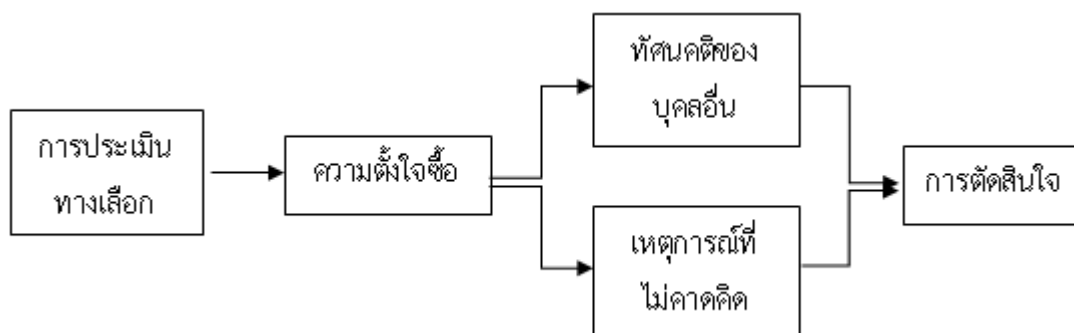 การประเมิน
ทางเลือก
ความตั้งใจซื้อ
ทัศนคติของ
บุคลอื่น
เหตุการณ์ที่
ไม่คาดคิด
การตัดสินใจ